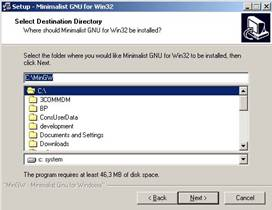 Setup - Minimalist GNU for Win32
Select Destination Directory
Where should Minimalist GNU for Win32 be installed?
Select the folder where you would like Minimalist GNU for Win32 to be installed, then
click Next.
C:\MinGW
C:\
3COMMDM
BP
ConsUserData
development
Documents and Settings
Downloads
c: system
The program requires at least 46,3 MB of disk space.
"MinGW - Minimalist Gnu for Windows"
< Back
Next >
Cancel